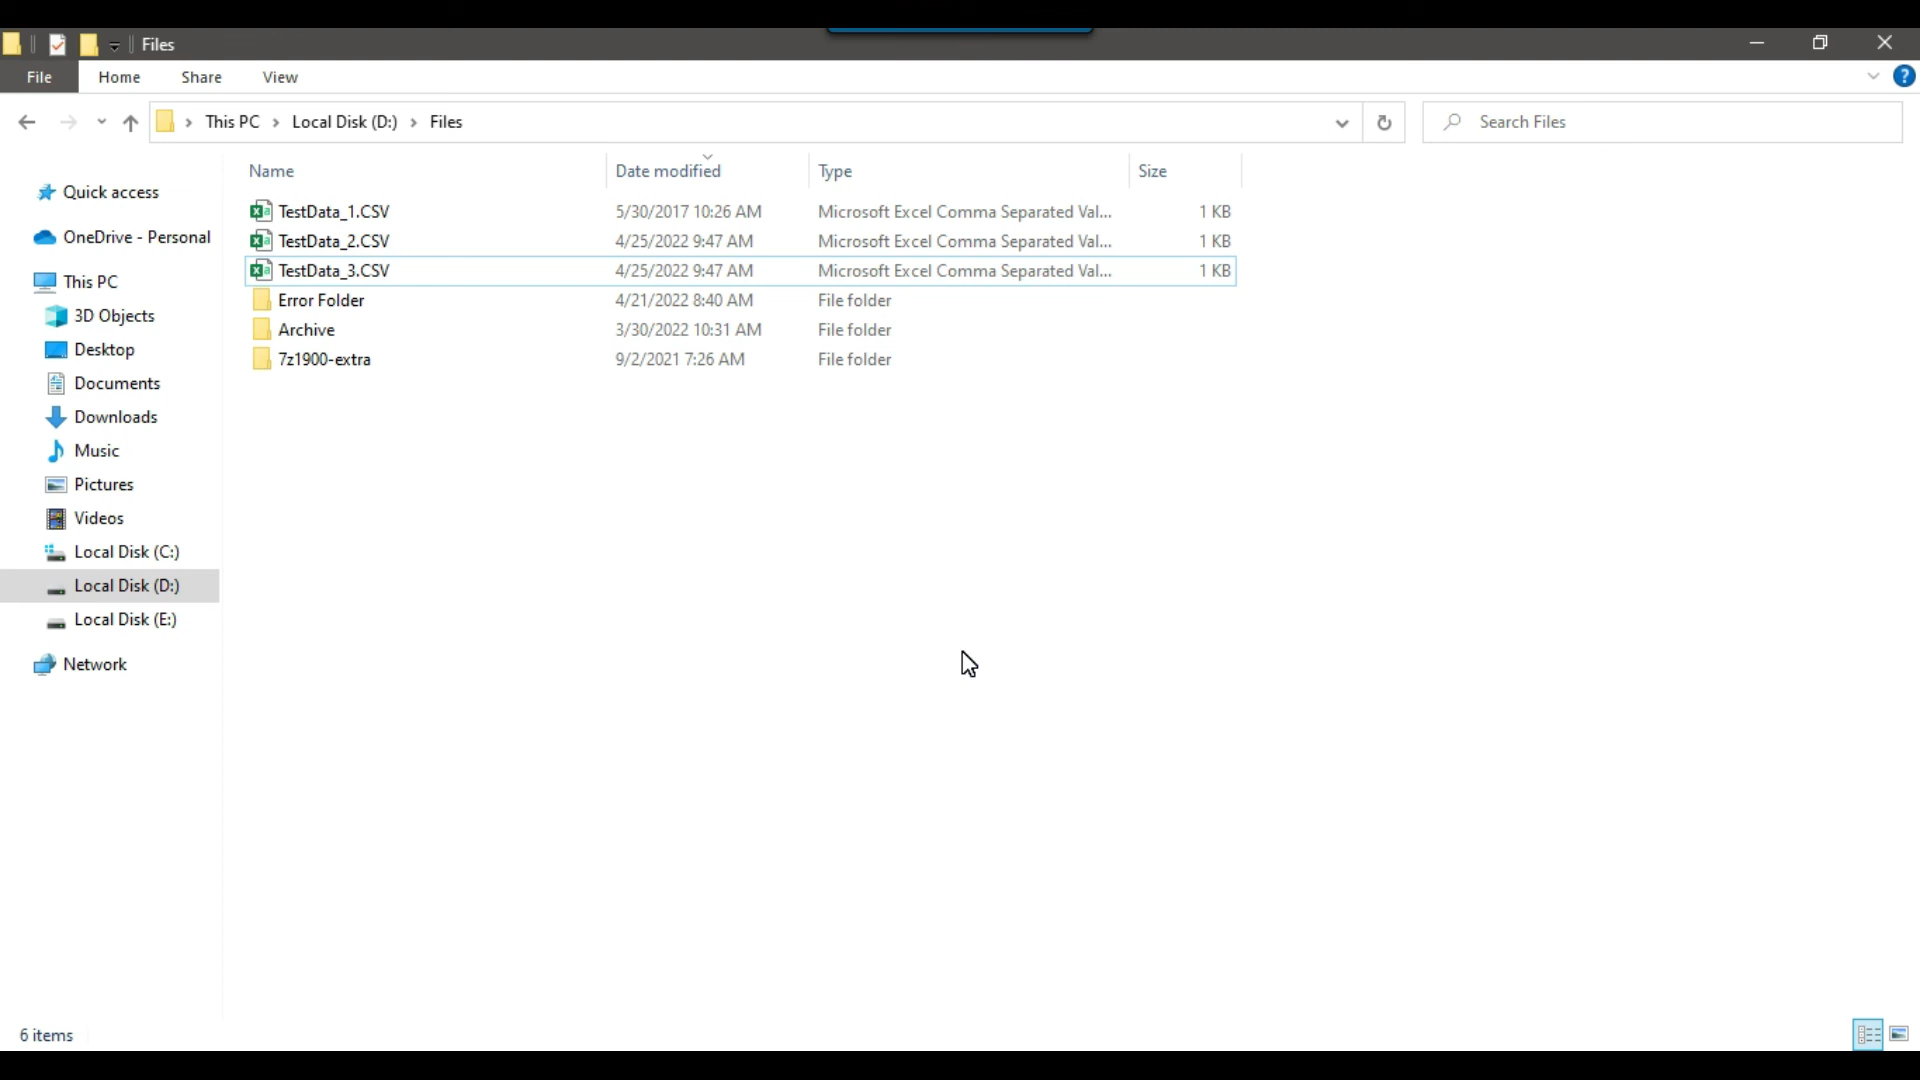 Files
File Home Share View
This PC Local Disk (D:) Files
Search Files
Name Date modified Type Size
TestData_1.CSV 5/30/2017 10:26 AM Microsoft Excel Comma Separated Val... 1 KB
TestData_2.CSV 4/25/2022 9:47 AM Microsoft Excel Comma Separated Val... 1 KB
TestData_3.CSV 4/25/2022 9:47 AM Microsoft Excel Comma Separated Val... 1 KB
Error Folder 4/21/2022 8:40 AM File folder
Archive 3/30/2022 10:31 AM File folder
7z1900-extra 9/2/2021 7:26 AM File folder
Quick access
OneDrive - Personal
This PC
3D Objects
Desktop
Documents
Downloads
Music
Pictures
Videos
Local Disk (C:)
Local Disk (D:)
Local Disk (E:)
Network
6 items